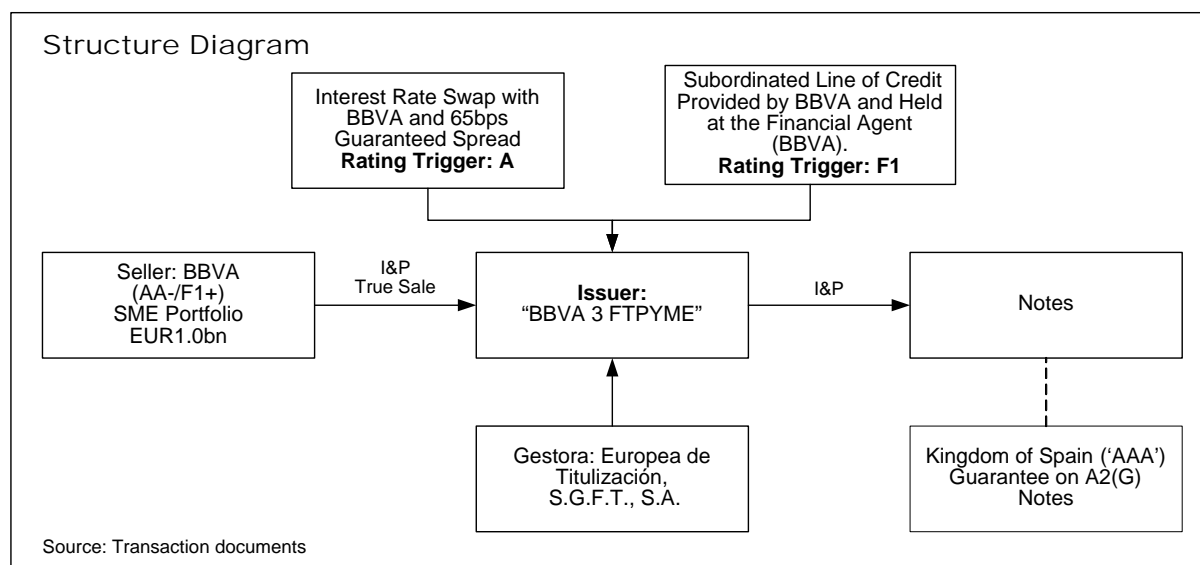 Structure Diagram
Interest Rate Swap with
BBVA and 65bps
Guaranteed Spread
Rating Trigger: A
Subordinated Line of Credit
Provided by BBVA and Held
at the Financial Agent
(BBVA).
Rating Trigger: F1
Seller: BBVA
(AA-/F1+)
SME Portfolio
EUR1.0bn
I&P
True Sale
Issuer:
“BBVA 3 FTPYME”
I&P
Notes
Gestora: Europea de
Titulización,
S.G.F.T., S.A.
Kingdom of Spain (‘AAA’)
Guarantee on A2(G)
Notes
Source: Transaction documents